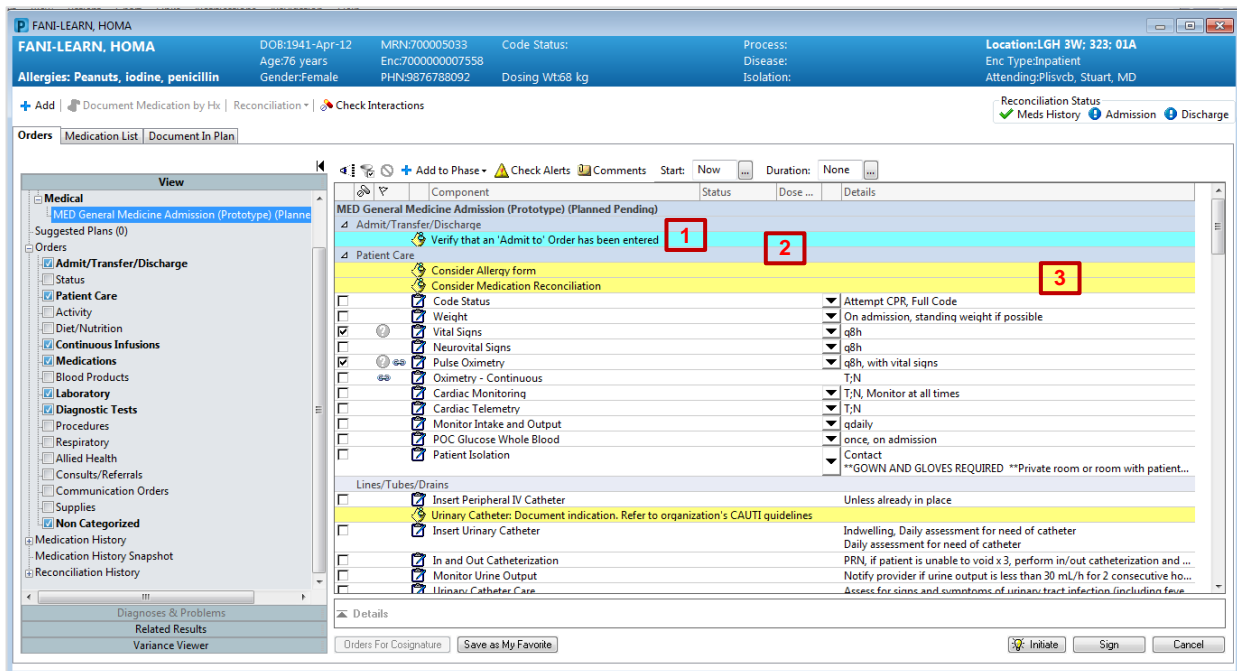 FANI-LEARN, HOMA
FANI-LEARN, HOMA DOB:1941-Apr-12 MRN:700005033 Code Status: Process: Location:LGH 3W; 323; 01A
Age:76 years Enc:7000000007558 Disease: Enc Type:Inpatient
Allergies: Peanuts, iodine, penicillin Gender:Female PHN:9876788092 Dosing Wt:68 kg Isolation: Attending:Plisvcb, Stuart, MD
Add Document Medication by Hx Reconciliation Check Interactions
Reconciliation Status
Meds History Admission Discharge
Orders Medication List Document In Plan
Add to Phase Check Alerts Comments Start: Now ... Duration: None ...
View
Medical
MED General Medicine Admission (Prototype) (Planne
Suggested Plans (0)
Orders
Admit/Transfer/Discharge
Status
Patient Care
Activity
Diet/Nutrition
Continuous Infusions
Medications
Blood Products
Laboratory
Diagnostic Tests
Procedures
Respiratory
Allied Health
Consults/Referrals
Communication Orders
Supplies
Non Categorized
Medication History
Medication History Snapshot
Reconciliation History
Diagnoses & Problems
Related Results
Variance Viewer
Component Status Dose ... Details
MED General Medicine Admission (Prototype) (Planned Pending)
Admit/Transfer/Discharge
Verify that an 'Admit to' Order has been entered
1
2
Patient Care
Consider Allergy form
Consider Medication Reconciliation
3
Code Status Attempt CPR, Full Code
Weight On admission, standing weight if possible
Vital Signs q8h
Neurovital Signs q8h
Pulse Oximetry q8h, with vital signs
Oximetry - Continuous T;N
Cardiac Monitoring T;N, Monitor at all times
Cardiac Telemetry T;N
Monitor Intake and Output qdaily
POC Glucose Whole Blood once, on admission
Patient Isolation Contact
**GOWN AND GLOVES REQUIRED **Private room or room with patient...
Lines/Tubes/Drains
Insert Peripheral IV Catheter Unless already in place
Urinary Catheter: Document indication. Refer to organization's CAUTI guidelines
Insert Urinary Catheter Indwelling, Daily assessment for need of catheter
Daily assessment for need of catheter
In and Out Catheterization PRN, if patient is unable to void x 3, perform in/out catheterization and ...
Monitor Urine Output Notify provider if urine output is less than 30 mL/h for 2 consecutive ho...
Urinary Catheter Care Assess for signs and symptoms of urinary tract infection (including feve
Details
Orders For Cosignature Save as My Favorite Initiate Sign Cancel